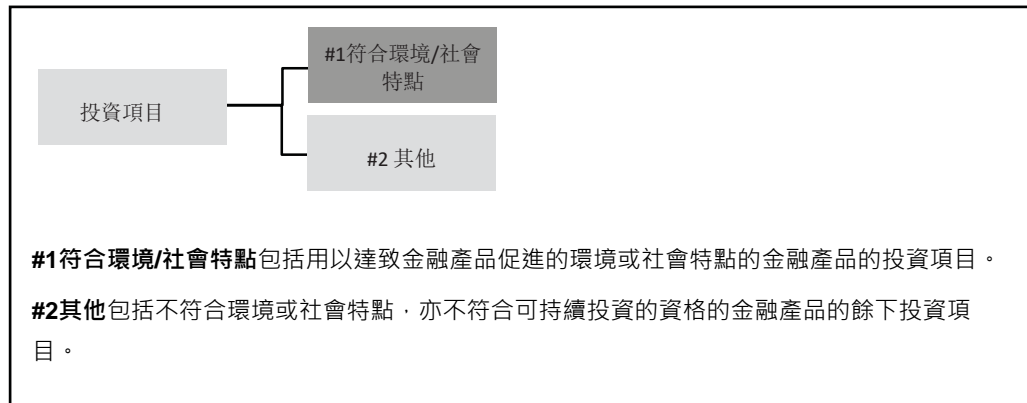 #1符合環境/社會
特點
投資項目
#2 其他
#1符合環境/社會特點包括用以達致金融產品促進的環境或社會特點的金融產品的投資項目。
#2其他包括不符合環境或社會特點，亦不符合可持續投資的資格的金融產品的餘下投資項
目。